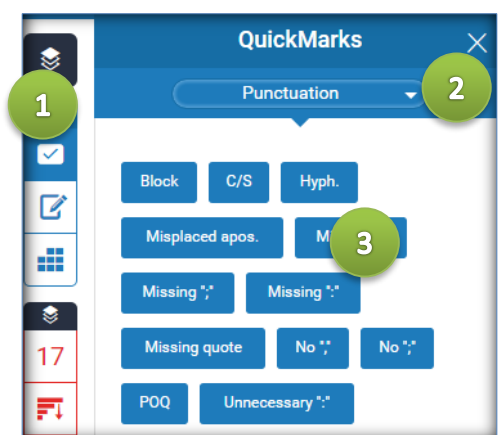 QuickMarks
Punctuation
1
2
Block C/S Hyph.
Misplaced apos.
3
Missing ";" Missing ":"
Missing quote No "," No ";"
17
POQ Unnecessary ":"